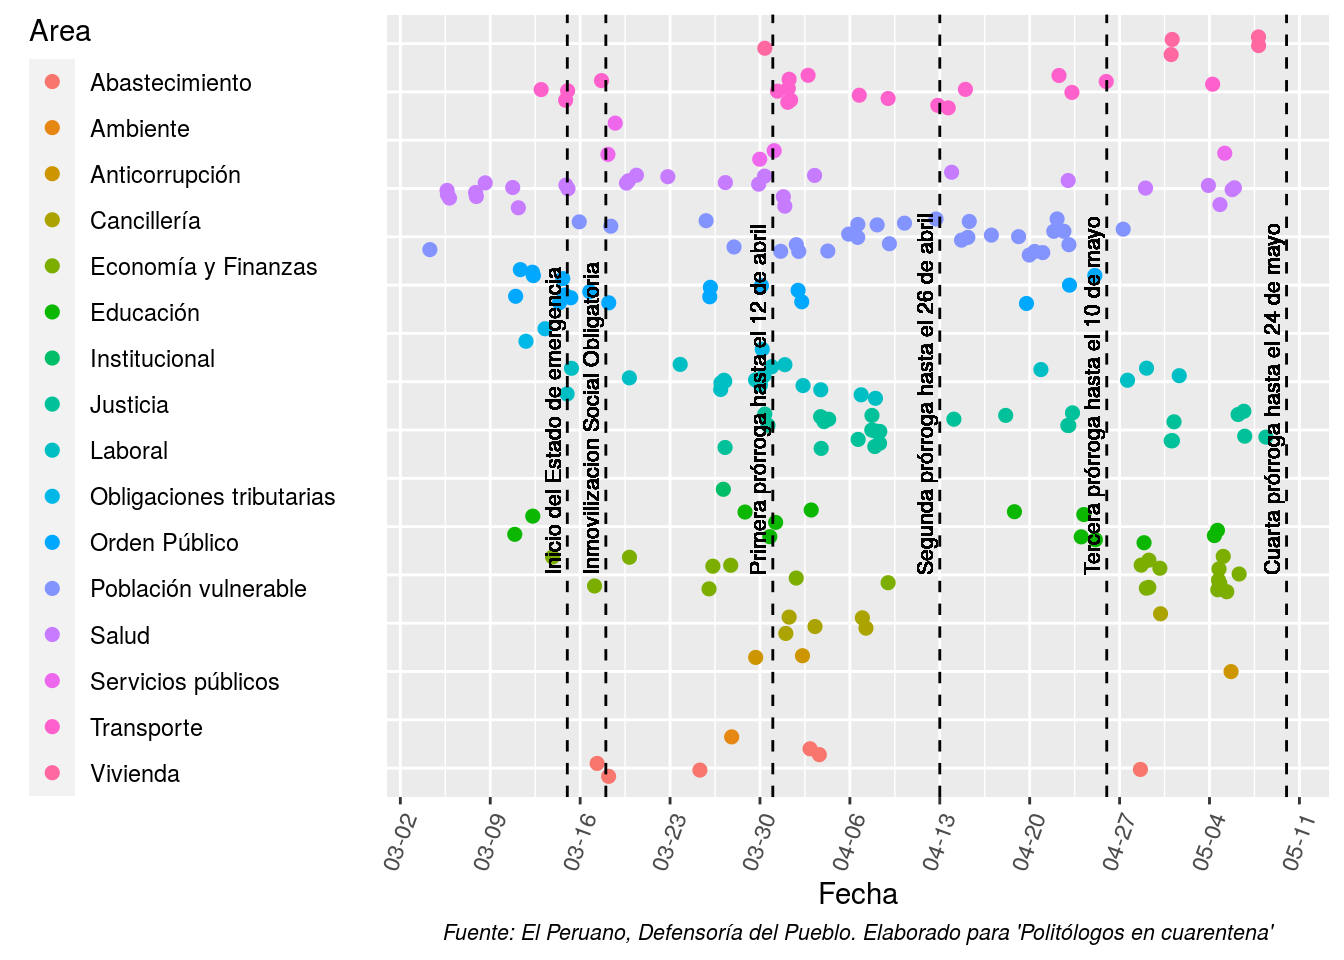 Area
Abastecimiento
Ambiente
Anticorrupción
Cancillería
Economía y Finanzas
Educación
Institucional
Justicia
Laboral
Obligaciones tributarias
Orden Público
Población vulnerable
Salud
Servicios públicos
Transporte
Vivienda
Inicio del Estado de emergencia
Inmovilizacion Social Obligatoria
Primera prórroga hasta el 12 de abril
Segunda prórroga hasta el 26 de abril
Tercera prórroga hasta el 10 de mayo
Cuarta prórroga hasta el 24 de mayo
03-02
03-09
03-16
03-23
03-30
04-06
04-13
04-20
04-27
05-04
05-11
Fecha
Fuente: El Peruano, Defensoría del Pueblo. Elaborado para 'Politólogos en cuarentena'